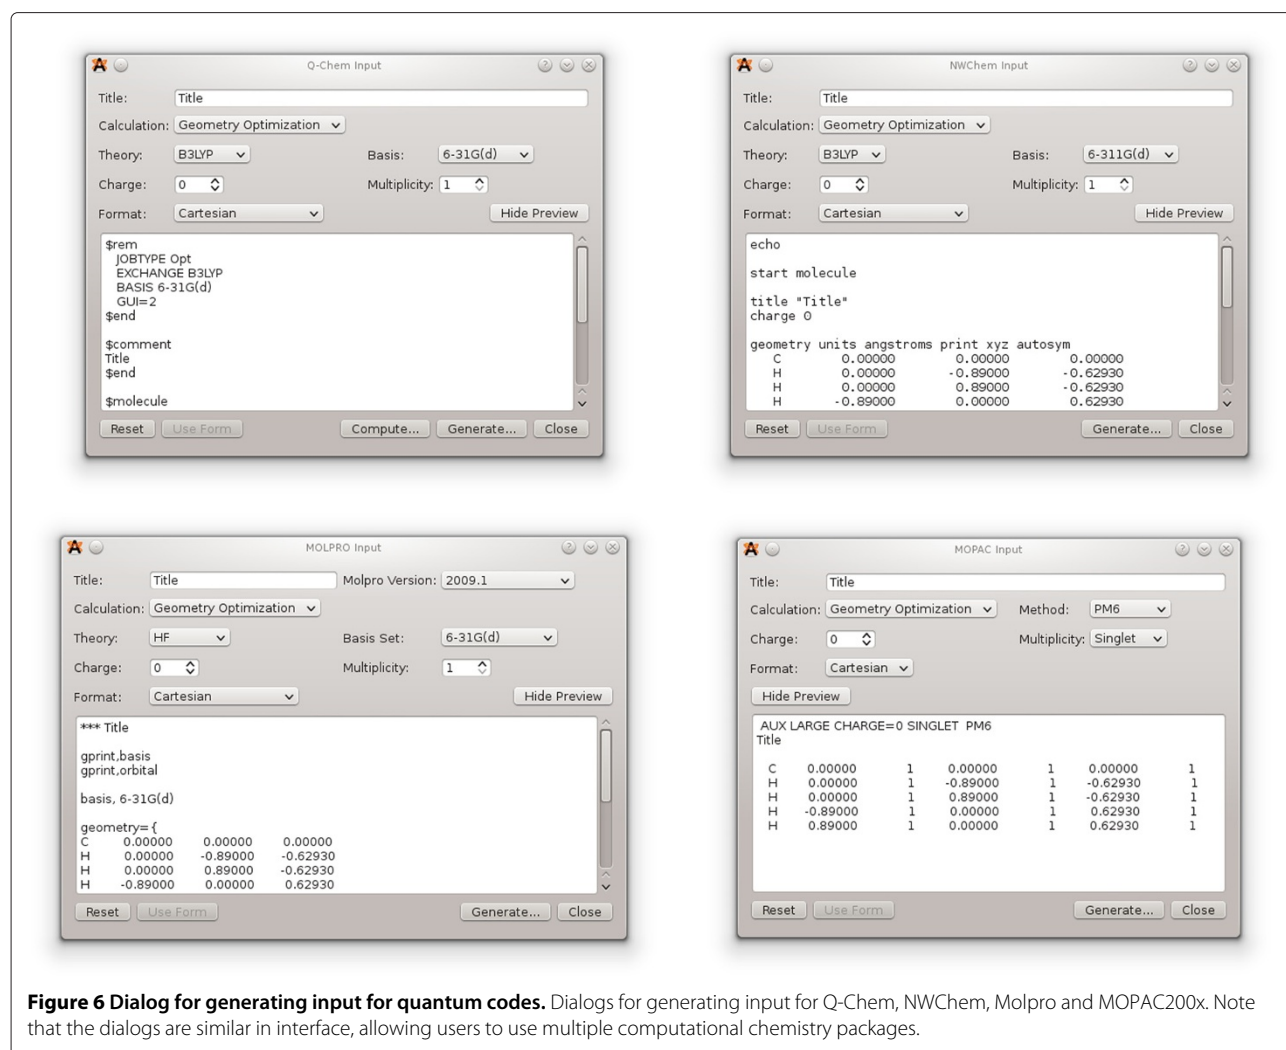 Q-Chem Input
Title: Title
Calculation: Geometry Optimization
Theory: B3LYP Basis: 6-31G(d)
Charge: 0 Multiplicity: 1
Format: Cartesian Hide Preview
$rem
JOBTYPE Opt
EXCHANGE B3LYP
BASIS 6-31G(d)
GUI=2
$end
$comment
Title
$end
$molecule
Reset Use Form Compute... Generate... Close
NWChem Input
Title: Title
Calculation: Geometry Optimization
Theory: B3LYP Basis: 6-311G(d)
Charge: 0 Multiplicity: 1
Format: Cartesian Hide Preview
echo
start molecule
title "Title"
charge 0
geometry units angstroms print xyz autosym
C 0.00000 0.00000 0.00000
H 0.00000 -0.89000 -0.62930
H 0.00000 0.89000 -0.62930
H -0.89000 0.00000 0.62930
Reset Use Form Generate... Close
MOLPRO Input
Title: Title Molpro Version: 2009.1
Calculation: Geometry Optimization
Theory: HF Basis Set: 6-31G(d)
Charge: 0 Multiplicity: 1
Format: Cartesian Hide Preview
*** Title
gprint,basis
gprint,orbital
basis, 6-31G(d)
geometry={
C 0.00000 0.00000 0.00000
H 0.00000 -0.89000 -0.62930
H 0.00000 0.89000 -0.62930
H -0.89000 0.00000 0.62930
Reset Use Form Generate... Close
MOPAC Input
Title: Title
Calculation: Geometry Optimization Method: PM6
Charge: 0 Multiplicity: Singlet
Format: Cartesian
Hide Preview
AUX LARGE CHARGE=0 SINGLET PM6
Title
C 0.00000 1 0.00000 1 0.00000 1
H 0.00000 1 -0.89000 1 -0.62930 1
H 0.00000 1 0.89000 1 -0.62930 1
H -0.89000 1 0.00000 1 0.62930 1
H 0.89000 1 0.00000 1 0.62930 1
Reset Use Form Generate... Close
Figure 6 Dialog for generating input for quantum codes. Dialogs for generating input for Q-Chem, NWChem, Molpro and MOPAC200x. Note
that the dialogs are similar in interface, allowing users to use multiple computational chemistry packages.